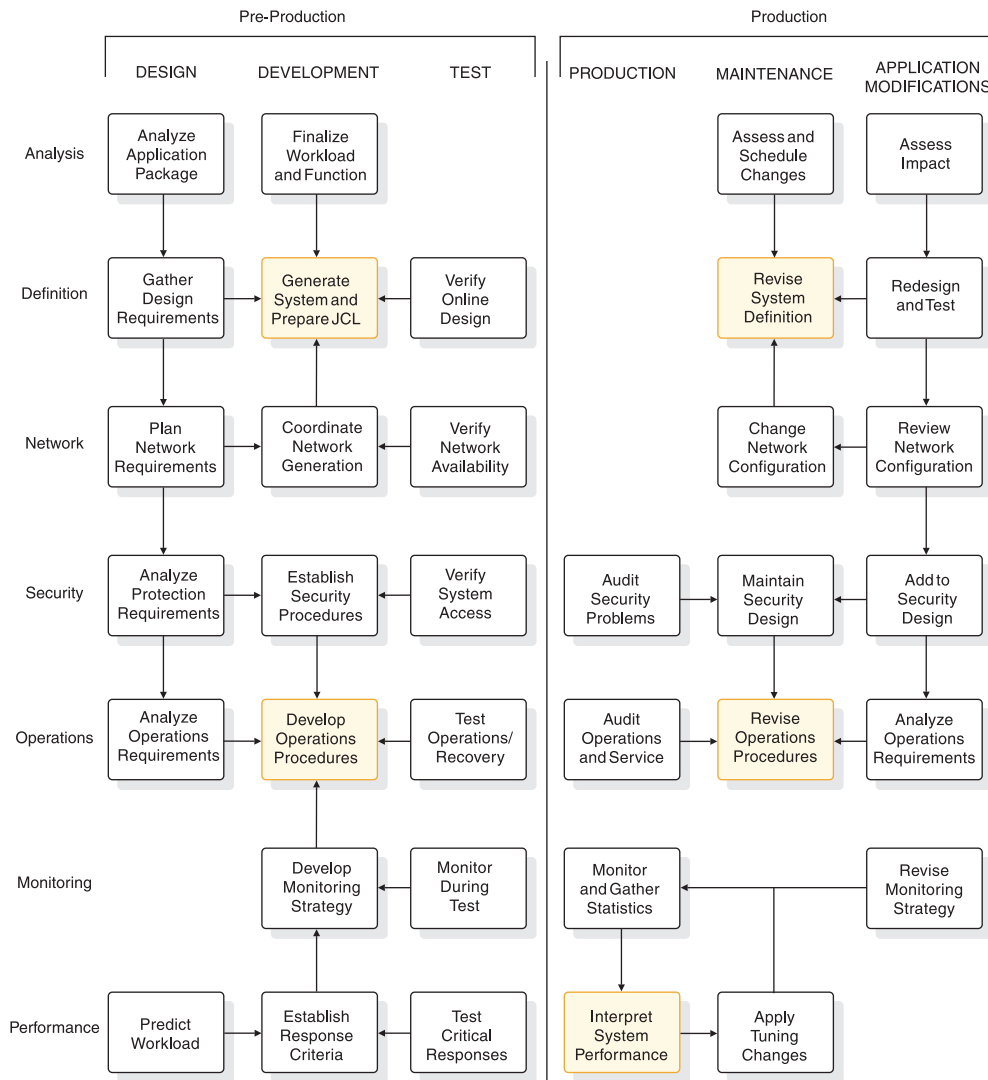 Pre-Production
Production
DESIGN
DEVELOPMENT
TEST
PRODUCTION
MAINTENANCE
APPLICATION
MODIFICATIONS
Analysis
Analyze
Application
Package
Finalize
Workload
and Function
Assess and
Schedule
Changes
Assess
Impact
Definition
Gather
Design
Requirements
Generate
System and
Prepare JCL
Verify
Online
Design
Revise
System
Definition
Redesign
and Test
Network
Plan
Network
Requirements
Coordinate
Network
Generation
Verify
Network
Availability
Change
Network
Configuration
Review
Network
Configuration
Security
Analyze
Protection
Requirements
Establish
Security
Procedures
Verify
System
Access
Audit
Security
Problems
Maintain
Security
Design
Add to
Security
Design
Operations
Analyze
Operations
Requirements
Develop
Operations
Procedures
Test
Operations/
Recovery
Audit
Operations
and Service
Revise
Operations
Procedures
Analyze
Operations
Requirements
Monitoring
Develop
Monitoring
Strategy
Monitor
During
Test
Monitor
and Gather
Statistics
Revise
Monitoring
Strategy
Performance
Predict
Workload
Establish
Response
Criteria
Test
Critical
Responses
Interpret
System
Performance
Apply
Tuning
Changes